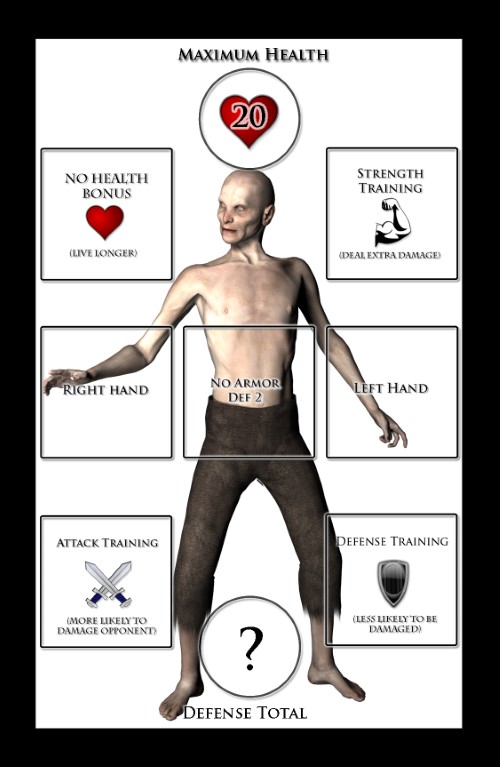 Maximum Health
20
No Health
Bonus
(Live Longer)
Strength
Training
(Deal Extra Damage)
Right Hand
No Armor
Def 2
Left Hand
Attack Training
(More Likely to
Damage Opponent)
Defense Training
(Less Likely to be
Damaged)
?
Defense Total